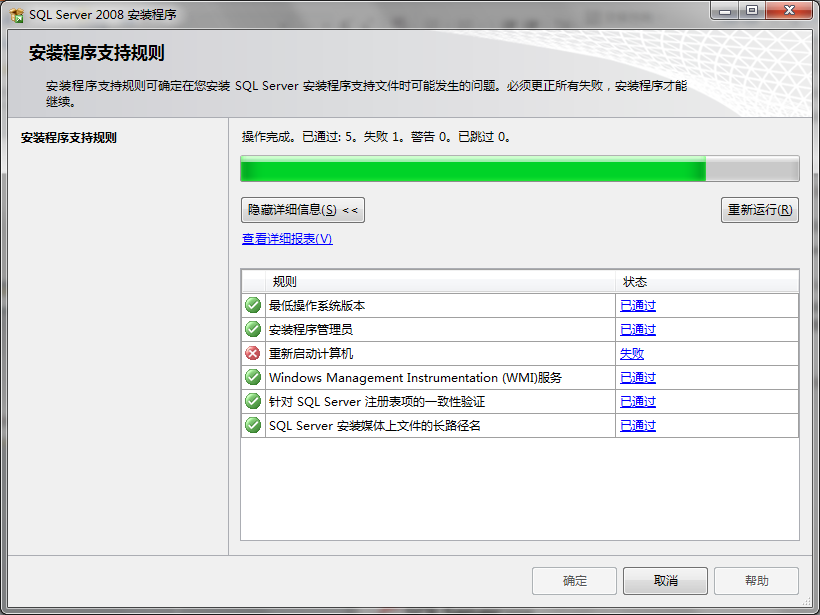 SQL Server 2008 安装程序
安装程序支持规则
安装程序支持规则可确定在您安装 SQL Server 安装程序支持文件时可能发生的问题。必须更正所有失败，安装程序才能
继续。
安装程序支持规则
操作完成。已通过: 5。失败 1。警告 0。已跳过 0。
隐藏详细信息(S) <<
重新运行(R)
查看详细报表(V)
规则 状态
最低操作系统版本 已通过
安装程序管理员 已通过
重新启动计算机 失败
Windows Management Instrumentation (WMI)服务 已通过
针对 SQL Server 注册表项的一致性验证 已通过
SQL Server 安装媒体上文件的长路径名 已通过
确定 取消 帮助